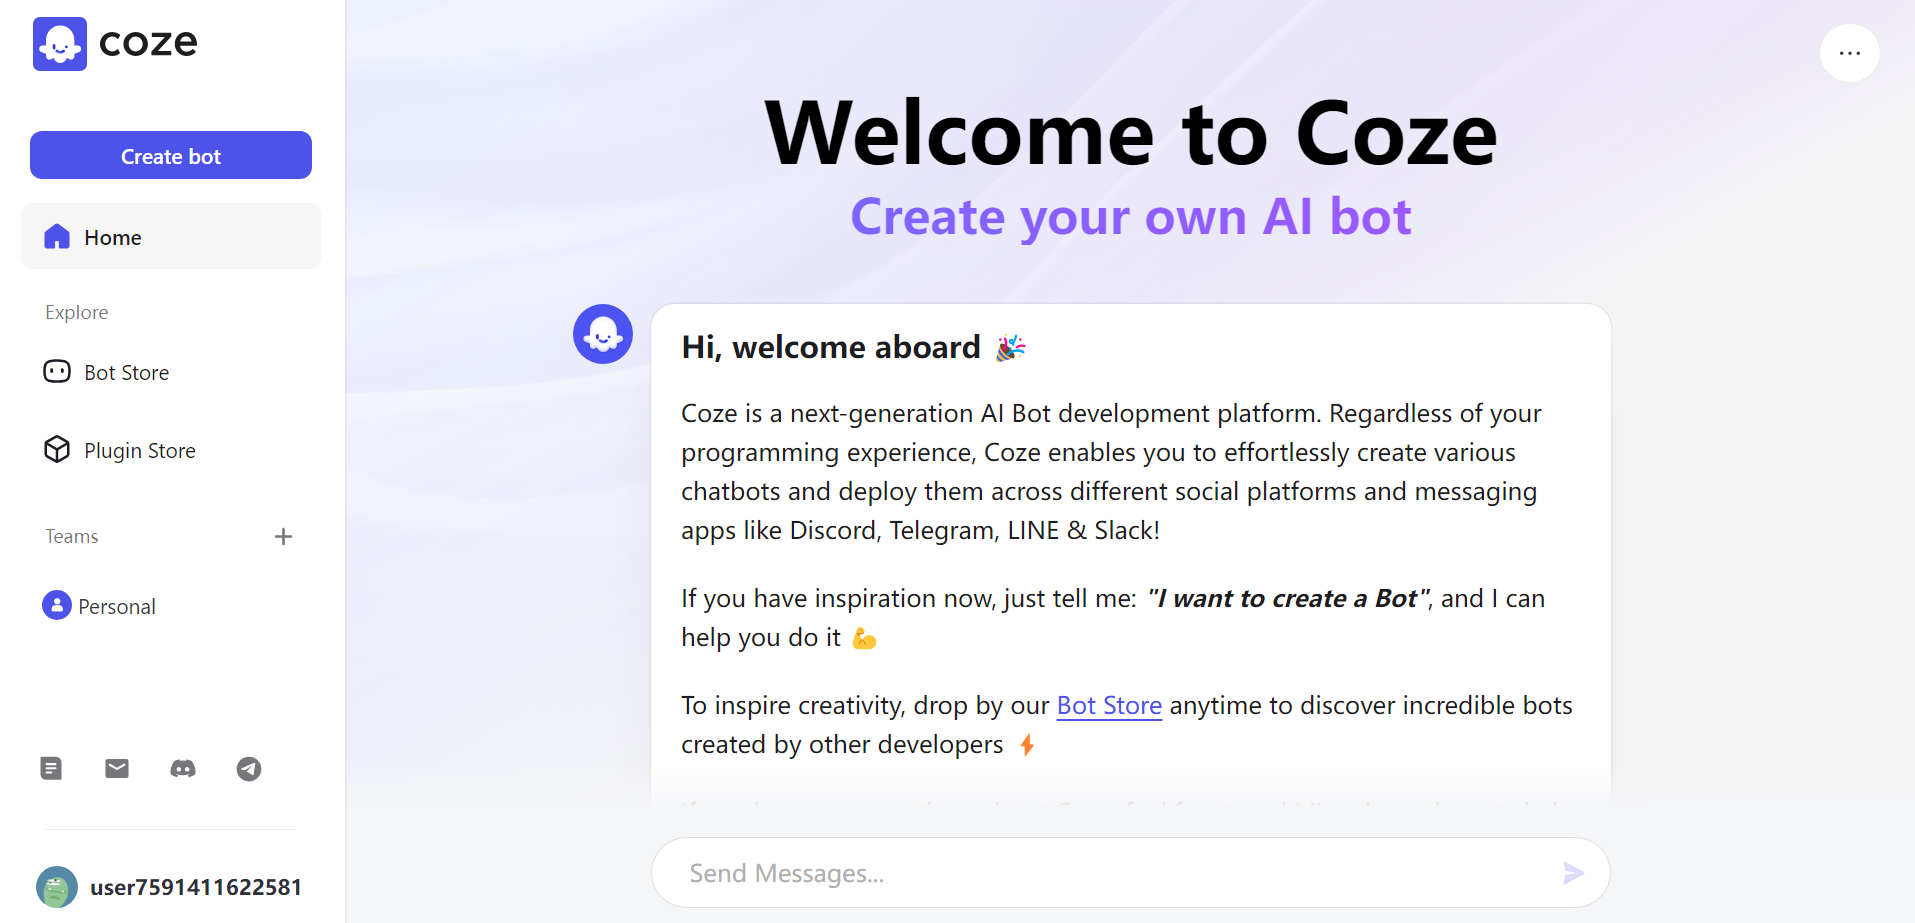 coze
Create bot
Home
Explore
Bot Store
Plugin Store
Teams
Personal
user7591411622581
Welcome to Coze
Create your own AI bot
Hi, welcome aboard 🎉
Coze is a next-generation AI Bot development platform. Regardless of your
programming experience, Coze enables you to effortlessly create various
chatbots and deploy them across different social platforms and messaging
apps like Discord, Telegram, LINE & Slack!
If you have inspiration now, just tell me: "I want to create a Bot", and I can
help you do it 💪
To inspire creativity, drop by our Bot Store anytime to discover incredible bots
created by other developers ⚡
Send Messages...